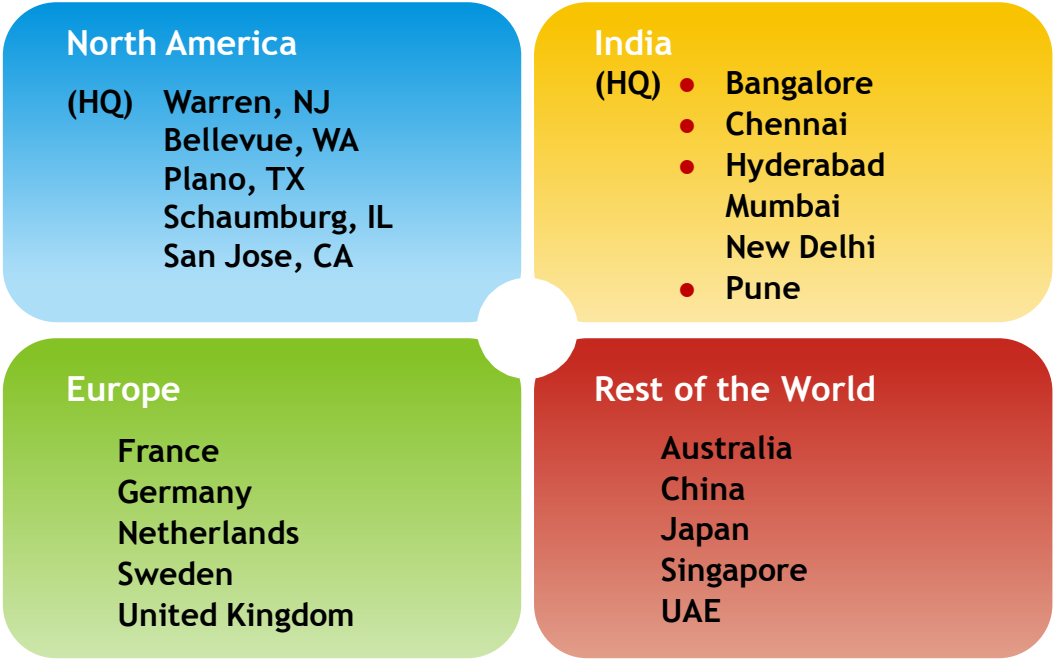 North America
(HQ) Warren, NJ
Bellevue, WA
Plano, TX
Schaumburg, IL
San Jose, CA
India
(HQ) • Bangalore
• Chennai
• Hyderabad
Mumbai
New Delhi
• Pune
Europe
France
Germany
Netherlands
Sweden
United Kingdom
Rest of the World
Australia
China
Japan
Singapore
UAE